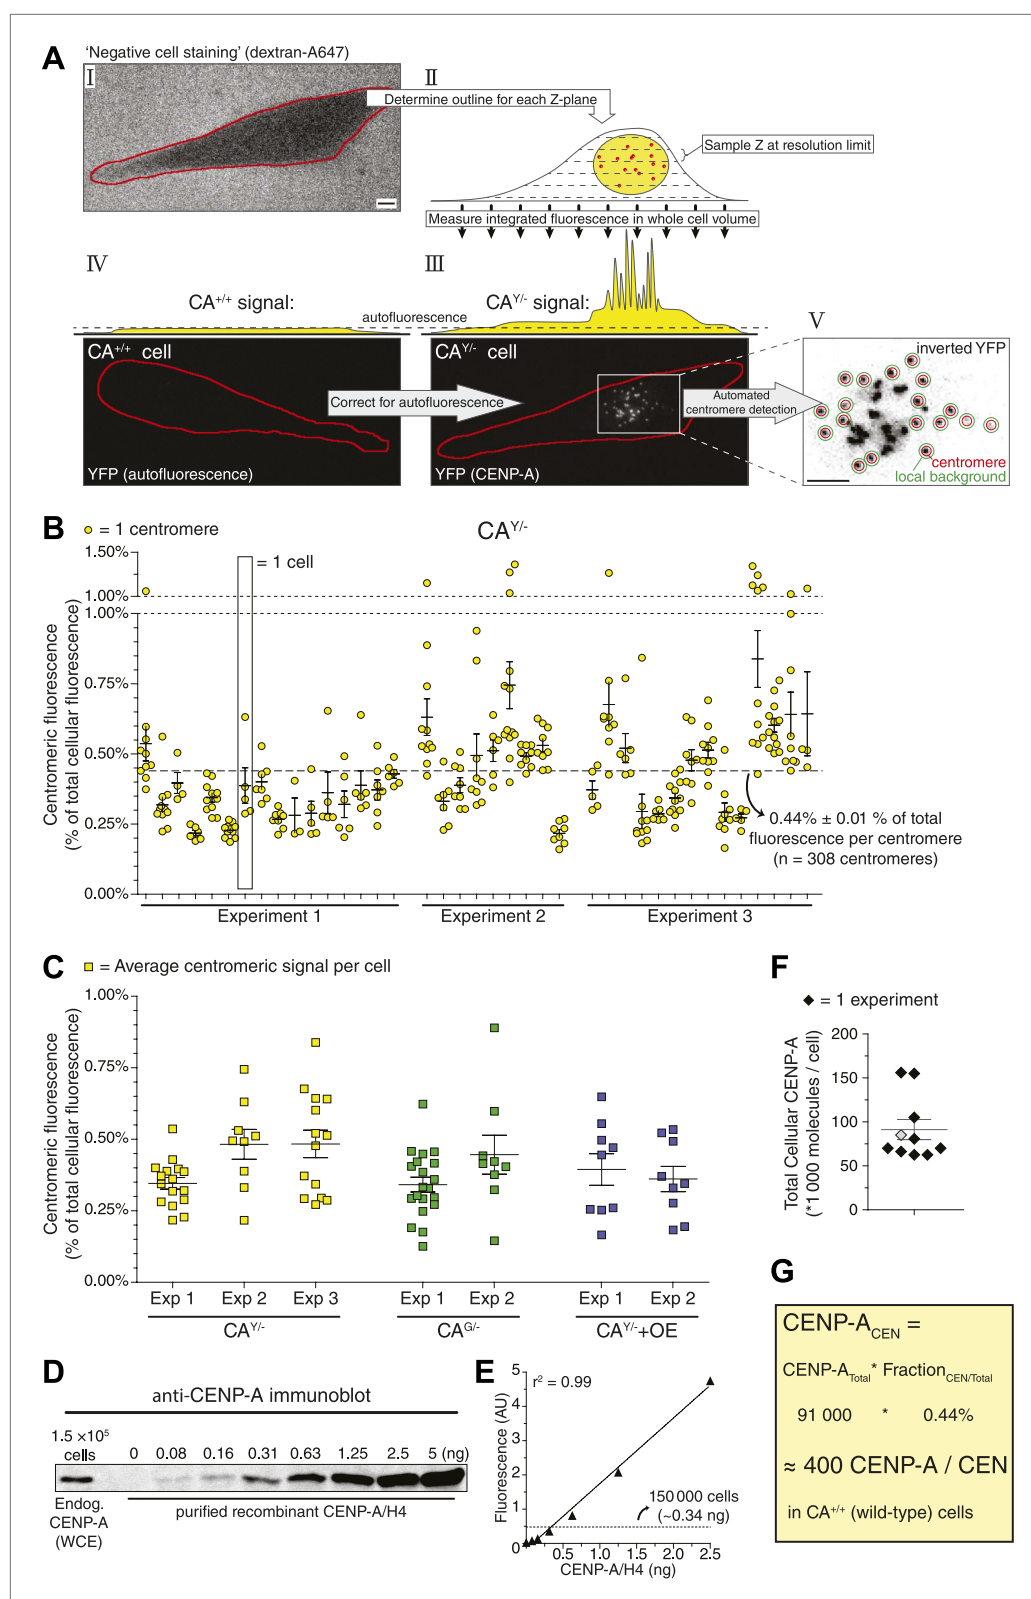 A
'Negative cell staining' (dextran-A647)
I
II
Determine outline for each Z-plane
Sample Z at resolution limit
Measure integrated fluorescence in whole cell volume
IV
III
CA+/+ signal:
autofluorescence
CAY/- signal:
V
CA+/+ cell
CAY/- cell
inverted YFP
Correct for autofluorescence
Automated
centromere detection
YFP (autofluorescence)
YFP (CENP-A)
centromere
local background
B
= 1 centromere
CAY/-
= 1 cell
Centromeric fluorescence
(% of total cellular fluorescence)
1.50%
1.00%
1.00%
0.75%
0.50%
0.25%
0.00%
0.44% ± 0.01 % of total
fluorescence per centromere
(n = 308 centromeres)
Experiment 1
Experiment 2
Experiment 3
C
= Average centromeric signal per cell
Centromeric fluorescence
(% of total cellular fluorescence)
1.00%
0.75%
0.50%
0.25%
0.00%
Exp 1
Exp 2
Exp 3
Exp 1
Exp 2
Exp 1
Exp 2
CAY/-
CAG/-
CAY/-+OE
F
= 1 experiment
Total Cellular CENP-A
(*1 000 molecules / cell)
200
150
100
50
0
G
CENP-ACEN =
CENP-ATotal * FractionCEN/Total
91 000 * 0.44%
≈ 400 CENP-A / CEN
in CA+/+ (wild-type) cells
D
anti-CENP-A immunoblot
1.5 ×10⁵
cells
0 0.08 0.16 0.31 0.63 1.25 2.5 5 (ng)
Endog.
CENP-A
(WCE)
purified recombinant CENP-A/H4
E
r² = 0.99
Fluorescence (AU)
5
4
3
2
1
0
150 000 cells
(~0.34 ng)
0.5 1.0 1.5 2.0 2.5
CENP-A/H4 (ng)